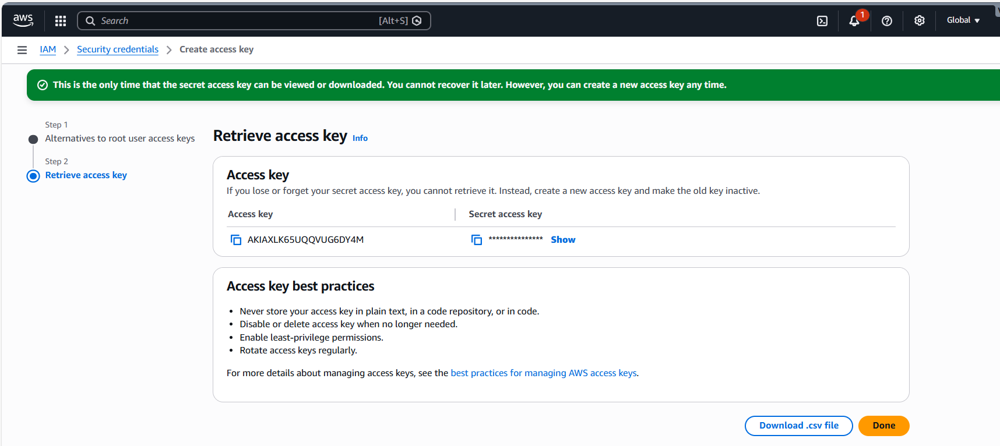 aws
Search [Alt+S]
1
Global
IAM > Security credentials > Create access key
This is the only time that the secret access key can be viewed or downloaded. You cannot recover it later. However, you can create a new access key any time.
Step 1
Alternatives to root user access keys
Step 2
Retrieve access key
Retrieve access key Info
Access key
If you lose or forget your secret access key, you cannot retrieve it. Instead, create a new access key and make the old key inactive.
Access key | Secret access key
AKIAXLK65UQQVUG6DY4M *************** Show
Access key best practices
• Never store your access key in plain text, in a code repository, or in code.
• Disable or delete access key when no longer needed.
• Enable least-privilege permissions.
• Rotate access keys regularly.
For more details about managing access keys, see the best practices for managing AWS access keys.
Download .csv file Done